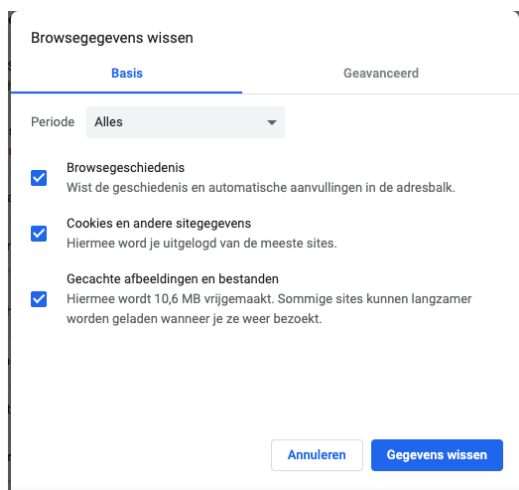 Browsegegevens wissen
Basis
Geavanceerd
Periode Alles
Browsegeschiedenis
Wist de geschiedenis en automatische aanvullingen in de adresbalk.
Cookies en andere sitegegevens
Hiermee word je uitgelogd van de meeste sites.
Gecachte afbeeldingen en bestanden
Hiermee wordt 10,6 MB vrijgemaakt. Sommige sites kunnen langzamer
worden geladen wanneer je ze weer bezoekt.
Annuleren
Gegevens wissen